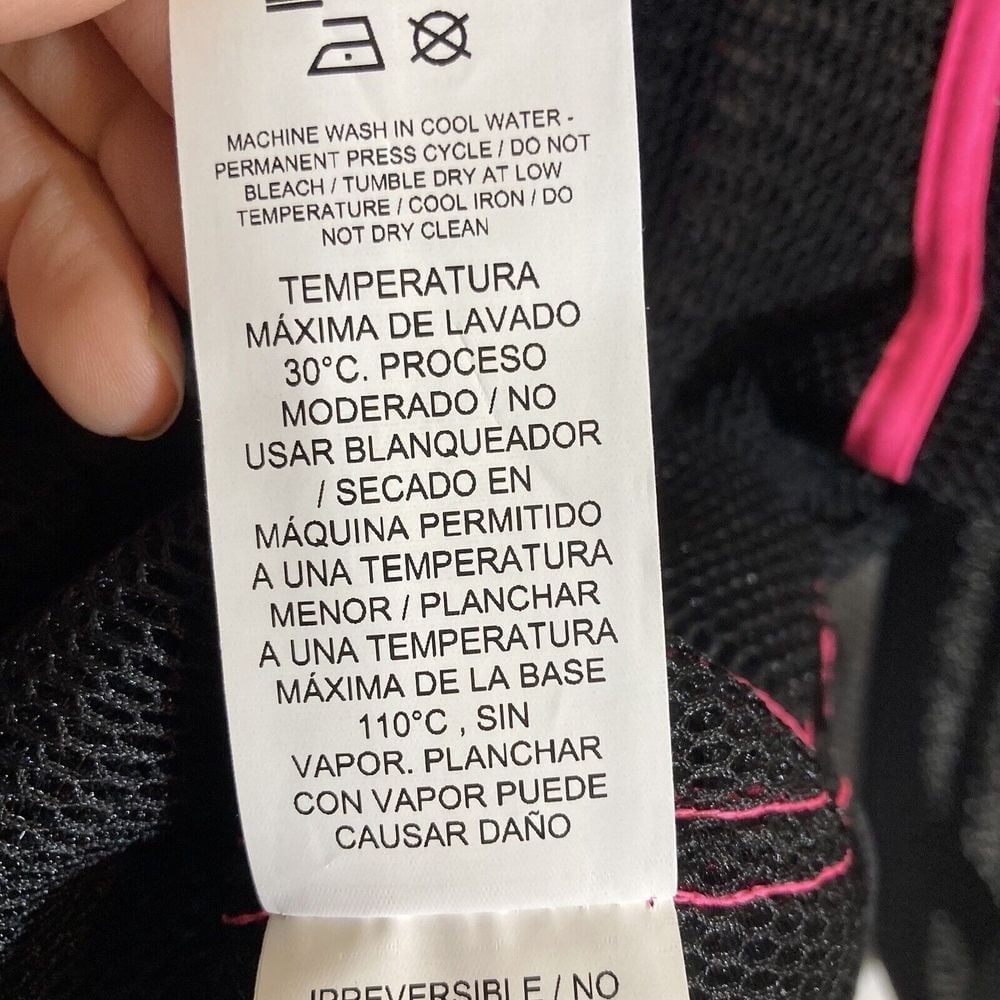 MACHINE WASH IN COOL WATER -
PERMANENT PRESS CYCLE / DO NOT
BLEACH / TUMBLE DRY AT LOW
TEMPERATURE / COOL IRON / DO
NOT DRY CLEAN
TEMPERATURA
MÁXIMA DE LAVADO
30°C. PROCESO
MODERADO / NO
USAR BLANQUEADOR
/ SECADO EN
MÁQUINA PERMITIDO
A UNA TEMPERATURA
MENOR / PLANCHAR
A UNA TEMPERATURA
MÁXIMA DE LA BASE
110°C , SIN
VAPOR. PLANCHAR
CON VAPOR PUEDE
CAUSAR DAÑO
IRREVERSIBLE / NO